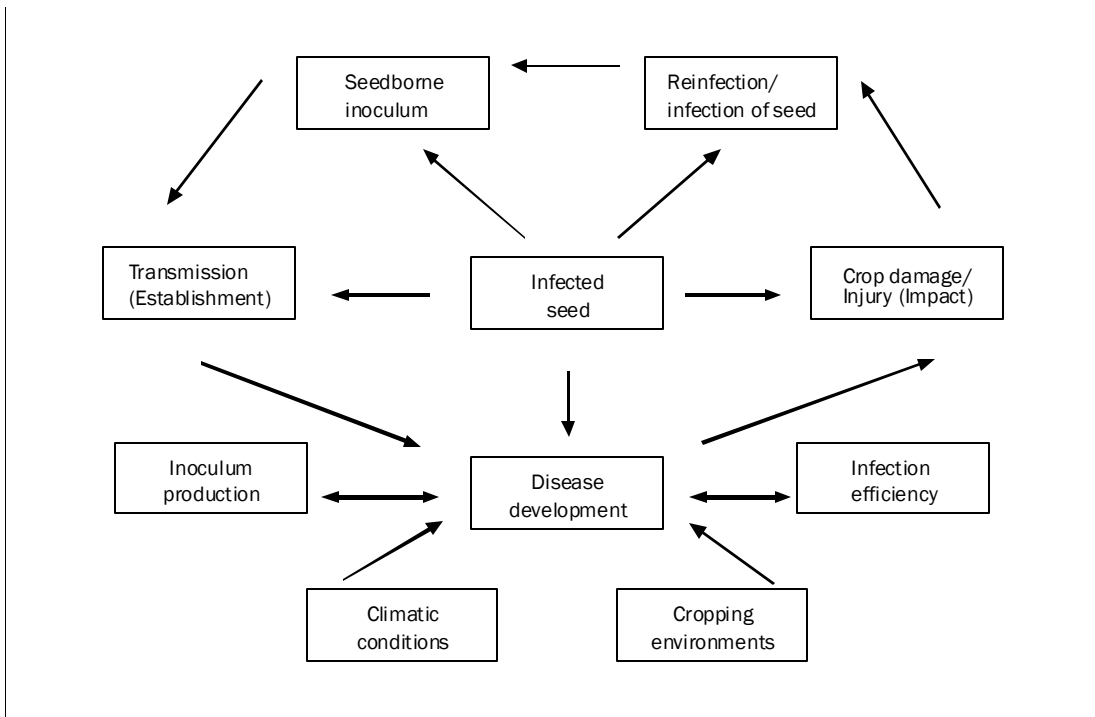 Seedborne
inoculum
Reinfection/
infection of seed
Transmission
(Establishment)
Infected
seed
Crop damage/
Injury (Impact)
Inoculum
production
Disease
development
Infection
efficiency
Climatic
conditions
Cropping
environments